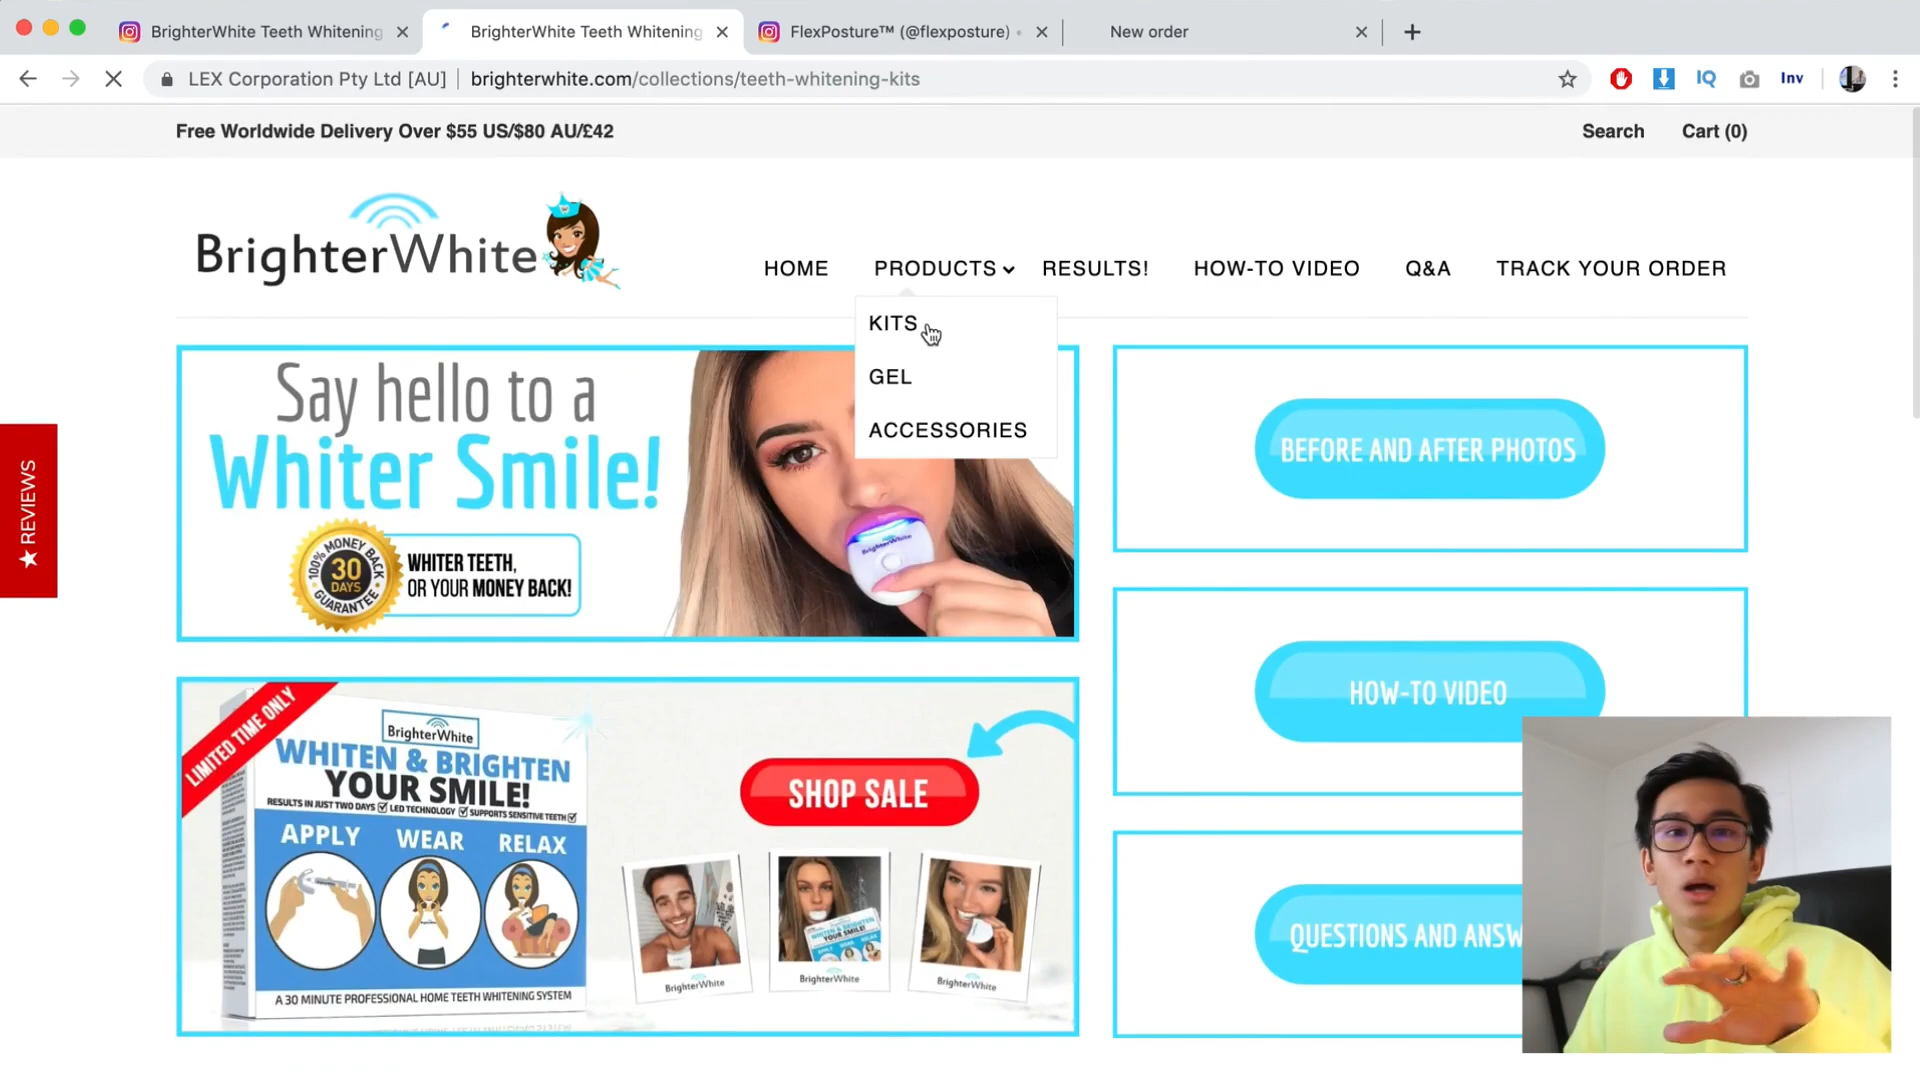 BrighterWhite Teeth Whitening
BrighterWhite Teeth Whitening
FlexPosture™ (@flexposture) •
New order
LEX Corporation Pty Ltd [AU] | brighterwhite.com/collections/teeth-whitening-kits
IQ
Inv
Free Worldwide Delivery Over $55 US/$80 AU/£42
Search
Cart (0)
BrighterWhite
HOME
PRODUCTS
RESULTS!
HOW-TO VIDEO
Q&A
TRACK YOUR ORDER
KITS
GEL
ACCESSORIES
Say hello to a
Whiter Smile!
100% MONEY BACK
30
DAYS
GUARANTEE
WHITER TEETH,
OR YOUR MONEY BACK!
BrighterWhite
BEFORE AND AFTER PHOTOS
HOW-TO VIDEO
QUESTIONS AND ANSW
★ REVIEWS
LIMITED TIME ONLY
BrighterWhite
WHITEN & BRIGHTEN
YOUR SMILE!
RESULTS IN JUST TWO DAYS LED TECHNOLOGY SUPPORTS SENSITIVE TEETH
APPLY WEAR RELAX
A 30 MINUTE PROFESSIONAL HOME TEETH WHITENING SYSTEM
SHOP SALE
BrighterWhite
WHITEN & BRIGHTEN
YOUR SMILE!
BrighterWhite
BrighterWhite